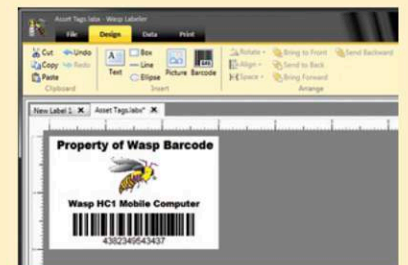 Asset Tags.labx - Wasp Labeler
File Design Data Print
Cut Undo
Copy Redo
Paste
Clipboard
Text
Box
Line
Ellipse
Picture Barcode
Insert
Rotate Bring to Front Send Backward
Align Send to Back
Space Bring Forward
Arrange
New Label 1 X Asset Tags.labx* X
Property of Wasp Barcode
Wasp HC1 Mobile Computer
4382349543437